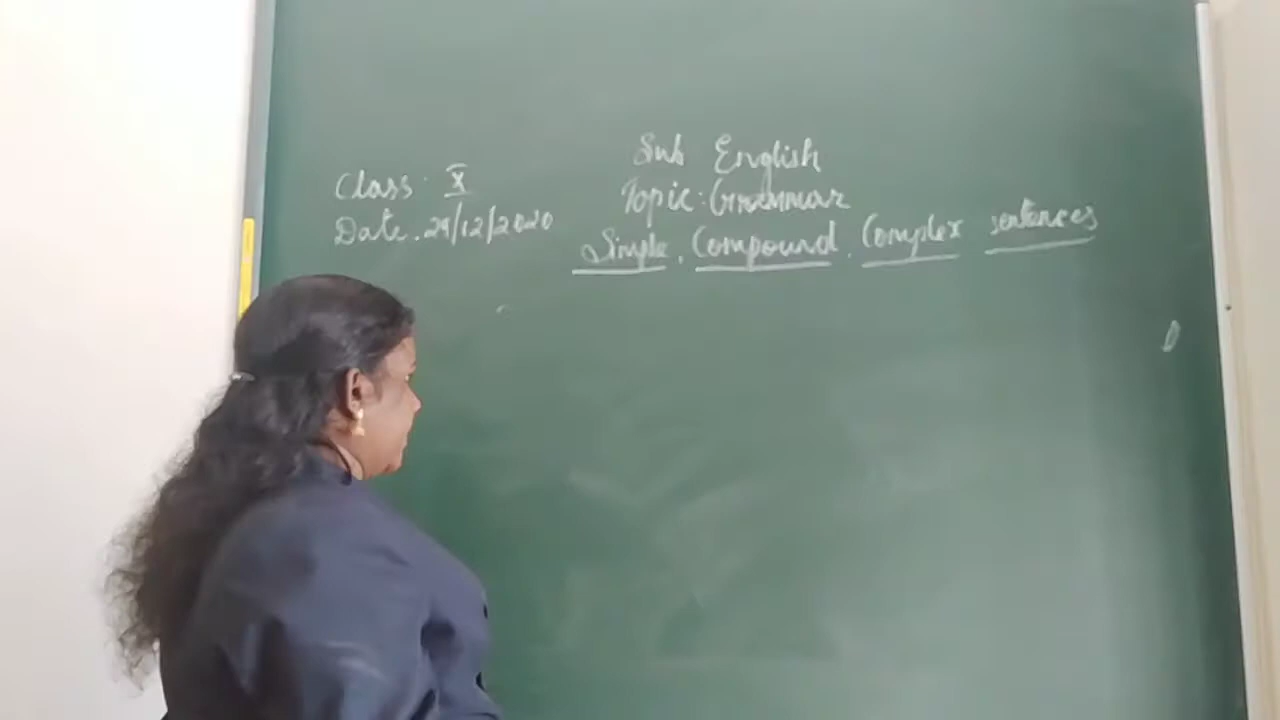 Sub English
Class: X
Topic: Grammar
Date. 29/12/2020
Simple, Compound, Complex sentences